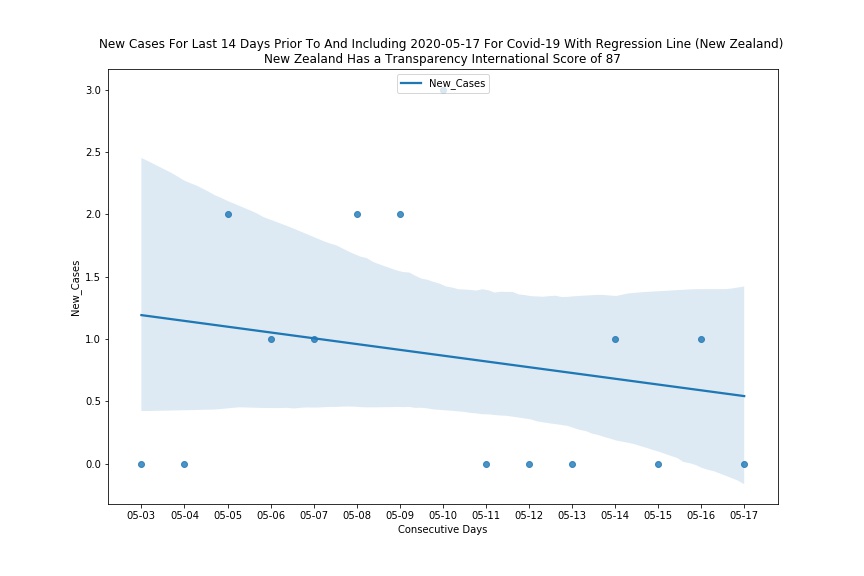 New Cases For Last 14 Days Prior To And Including 2020-05-17 For Covid-19 With Regression Line (New Zealand)
New Zealand Has a Transparency International Score of 87
New_Cases
3.0
2.5
2.0
1.5
1.0
0.5
0.0
New_Cases
05-03 05-04 05-05 05-06 05-07 05-08 05-09 05-10 05-11 05-12 05-13 05-14 05-15 05-16 05-17
Consecutive Days